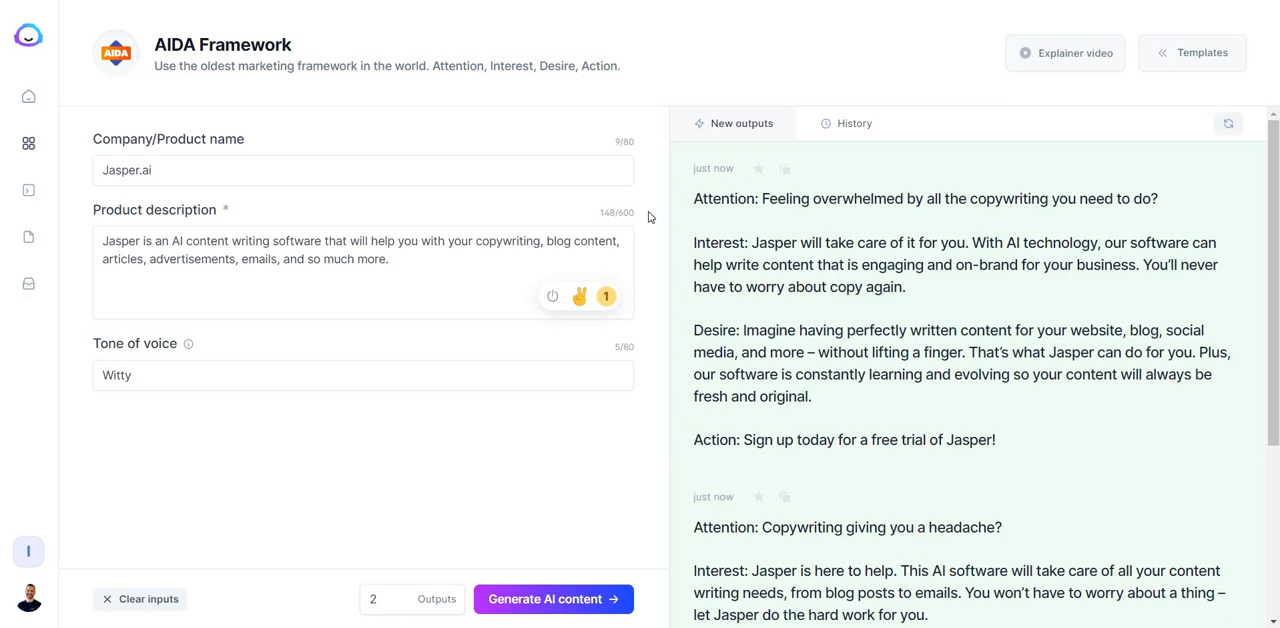 AIDA
AIDA Framework
Use the oldest marketing framework in the world. Attention, Interest, Desire, Action.
Explainer video
Templates
Company/Product name
9/80
Jasper.ai
Product description *
148/600
Jasper is an AI content writing software that will help you with your copywriting, blog content,
articles, advertisements, emails, and so much more.
1
Tone of voice
5/80
Witty
I
Clear inputs
2 Outputs
Generate AI content
New outputs
History
just now
Attention: Feeling overwhelmed by all the copywriting you need to do?
Interest: Jasper will take care of it for you. With AI technology, our software can
help write content that is engaging and on-brand for your business. You'll never
have to worry about copy again.
Desire: Imagine having perfectly written content for your website, blog, social
media, and more – without lifting a finger. That's what Jasper can do for you. Plus,
our software is constantly learning and evolving so your content will always be
fresh and original.
Action: Sign up today for a free trial of Jasper!
just now
Attention: Copywriting giving you a headache?
Interest: Jasper is here to help. This AI software will take care of all your content
writing needs, from blog posts to emails. You won't have to worry about a thing –
let Jasper do the hard work for you.